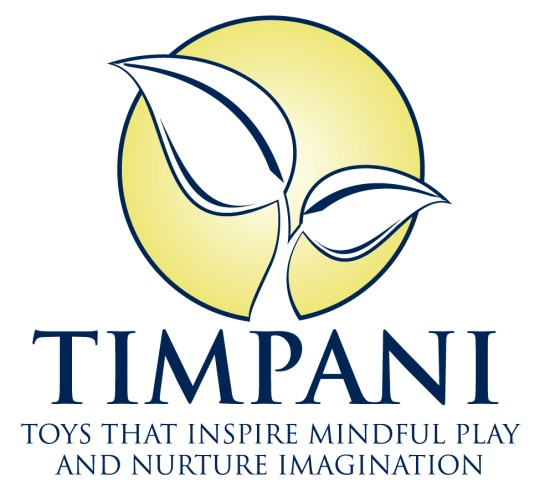 TIMPANI
TOYS THAT INSPIRE MINDFUL PLAY
AND NURTURE IMAGINATION